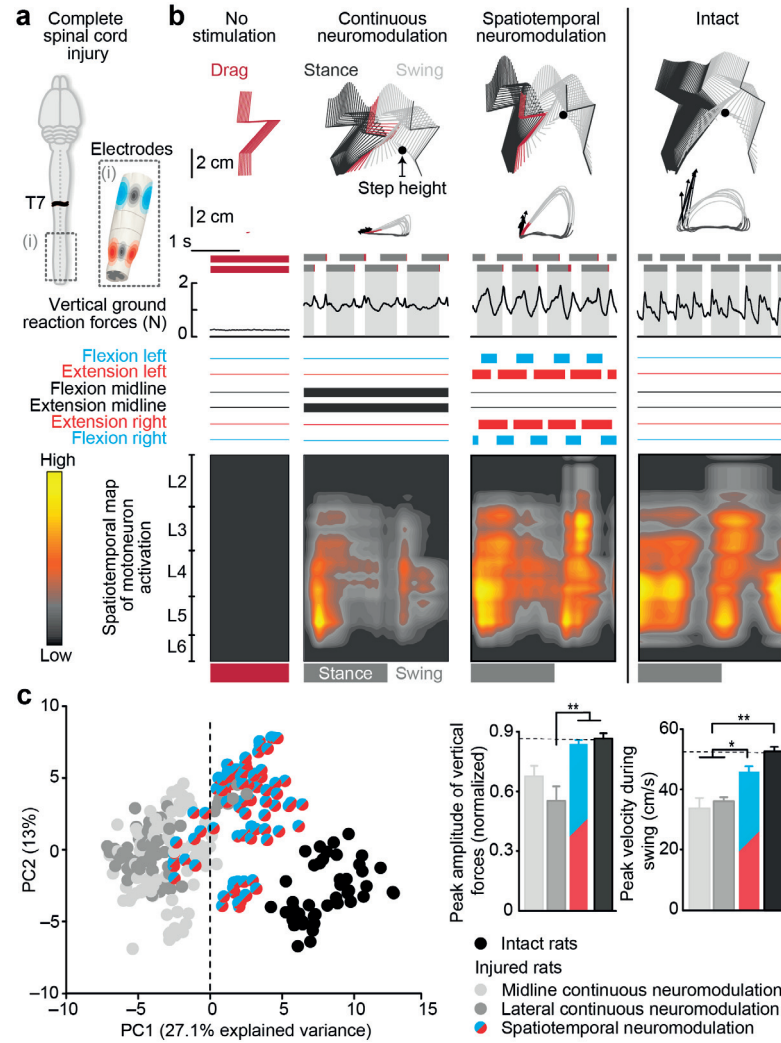 a
Complete
spinal cord
injury
Electrodes
(i)
T7
(i)
b
No
stimulation
Continuous
neuromodulation
Spatiotemporal
neuromodulation
Intact
Drag
Stance
Swing
2 cm
Step height
2 cm
1 s
Vertical ground
reaction forces (N)
2
0
Flexion left
Extension left
Flexion midline
Extension midline
Extension right
Flexion right
High
Low
Spatiotemporal map
of motoneuron
activation
L2
L3
L4
L5
L6
Stance
Swing
c
10
5
0
−5
−10
PC2 (13%)
−10
−5
0
5
10
15
PC1 (27.1% explained variance)
Peak amplitude of vertical
forces (normalized)
0.9
0.6
0.3
0
**
Peak velocity during
swing (cm/s)
60
40
20
0
**
*
Intact rats
Injured rats
Midline continuous neuromodulation
Lateral continuous neuromodulation
Spatiotemporal neuromodulation